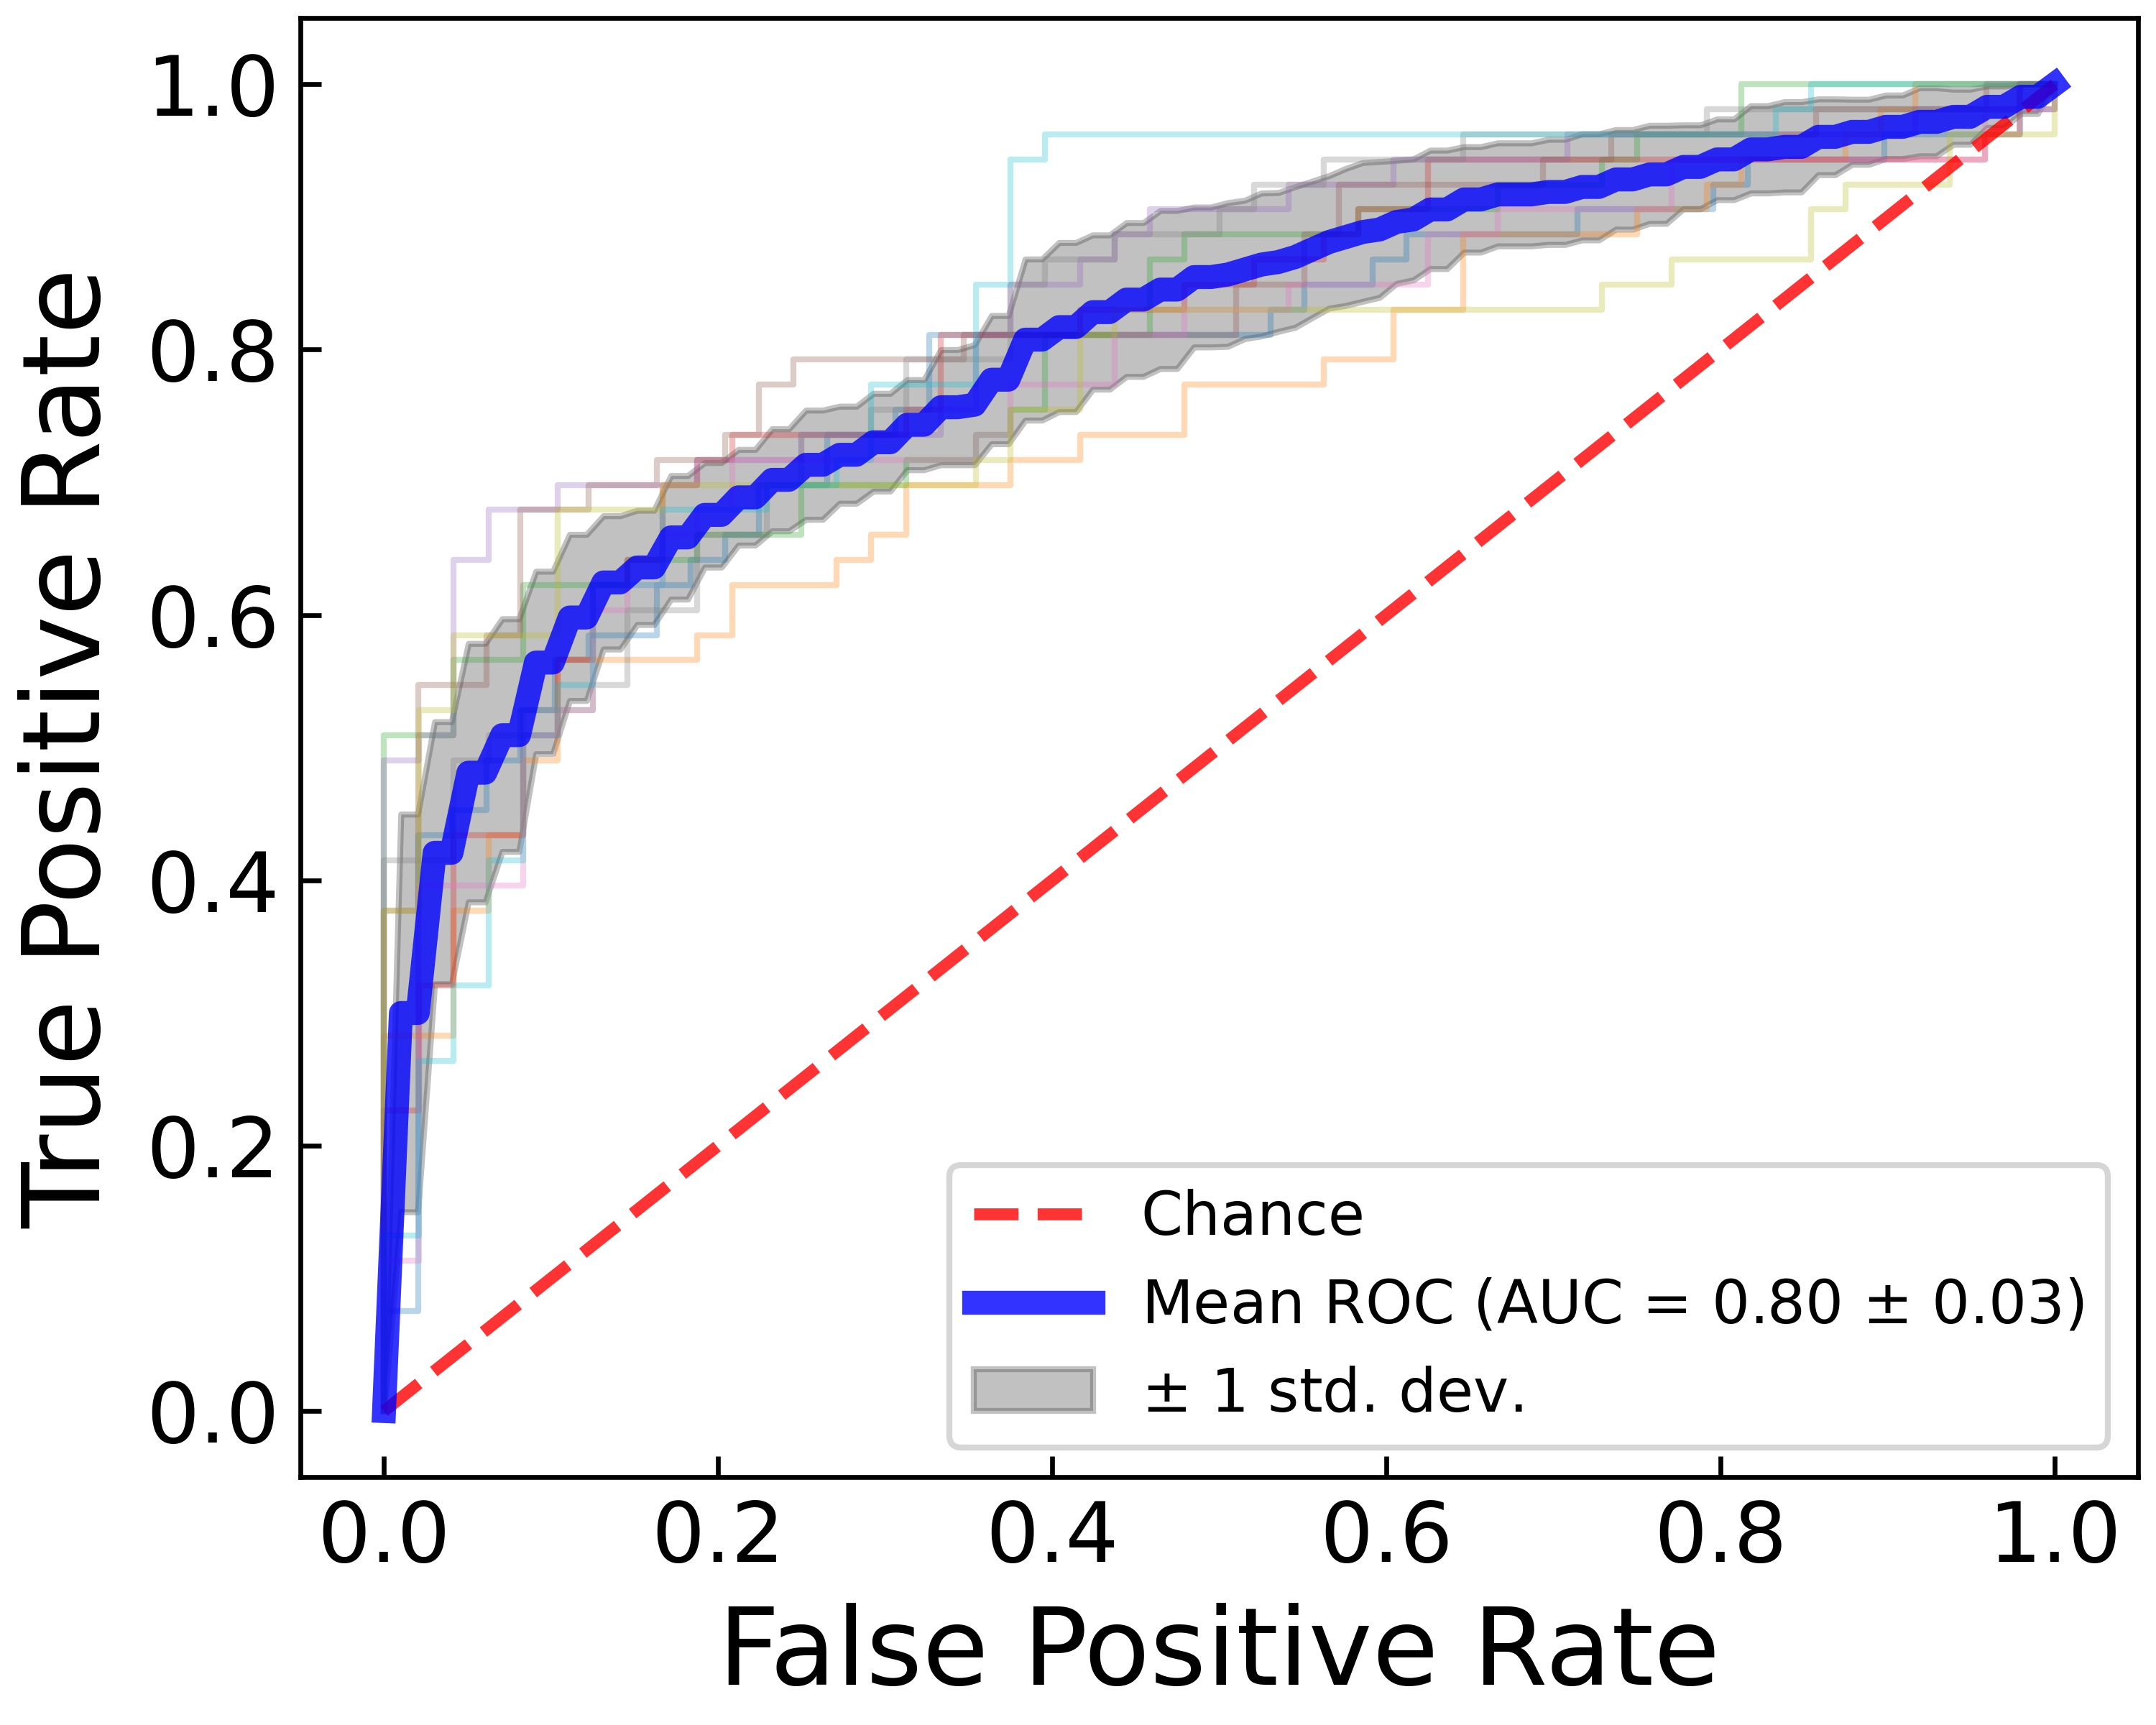 True Positive Rate
1.0
0.8
0.6
0.4
0.2
0.0
Chance
Mean ROC (AUC = 0.80 ± 0.03)
± 1 std. dev.
0.0 0.2 0.4 0.6 0.8 1.0
False Positive Rate